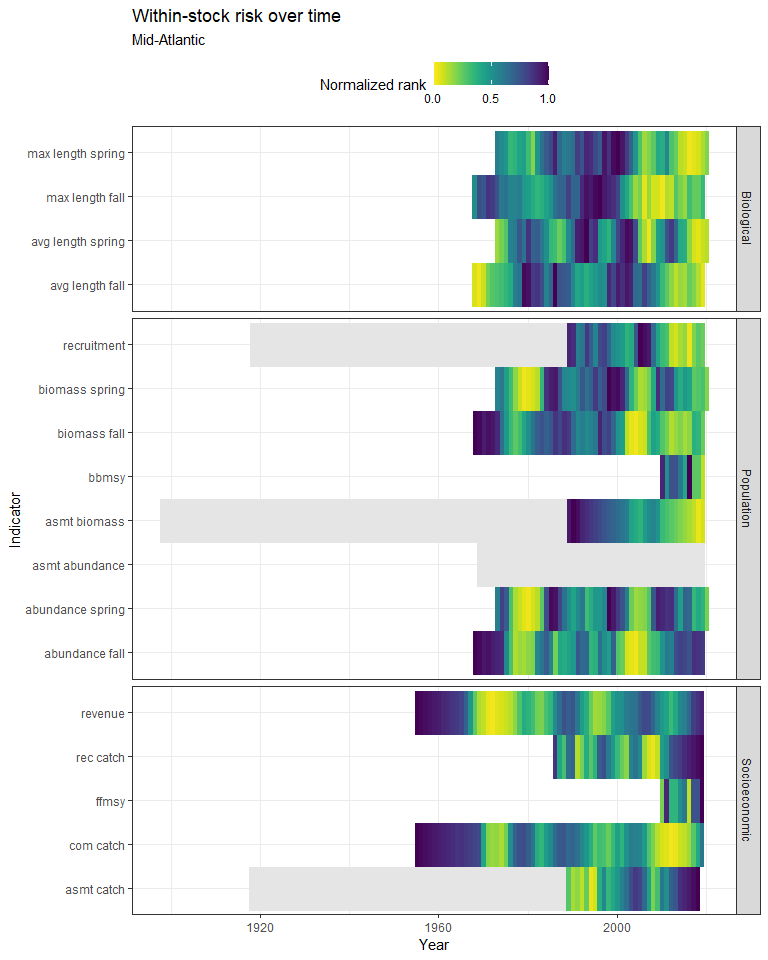 Within-stock risk over time
Mid-Atlantic
Normalized rank
0.0 0.5 1.0
max length spring
max length fall
avg length spring
avg length fall
Biological
recruitment
biomass spring
biomass fall
bbmsy
asmt biomass
asmt abundance
abundance spring
abundance fall
Population
revenue
rec catch
ffmsy
com catch
asmt catch
Socioeconomic
Indicator
1920 1960 2000
Year